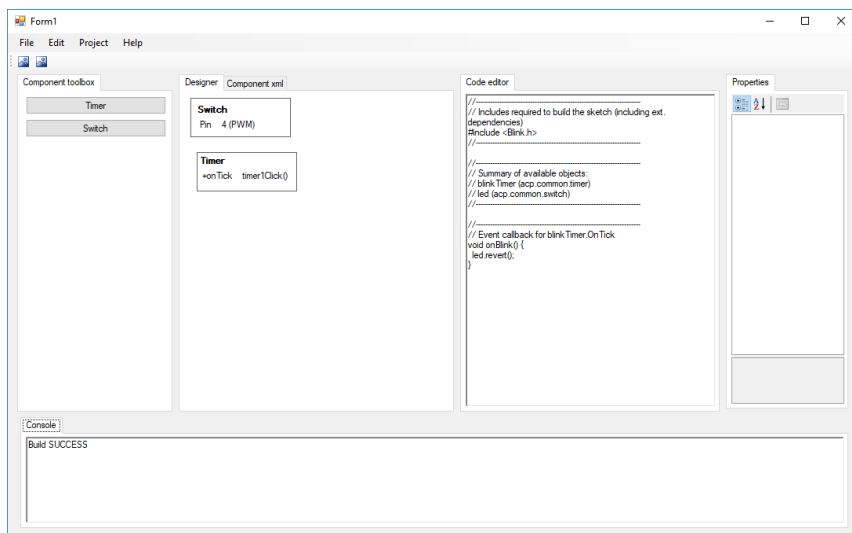 Form1
File Edit Project Help
Component toolbox
Timer
Switch
Designer Component xml
Switch
Pin 4 (PWM)
Timer
+onTick timer1Click()
Code editor
//------------------------------------------------------------
// Includes required to build the sketch (including ext.
dependencies)
#include <Blink.h>
//------------------------------------------------------------
//------------------------------------------------------------
// Summary of available objects:
// blinkTimer (acp.common.timer)
// led (acp.common.switch)
//------------------------------------------------------------
//------------------------------------------------------------
// Event callback for blinkTimer.OnTick
void onBlink() {
led.revert();
}
Properties
Console
Build SUCCESS